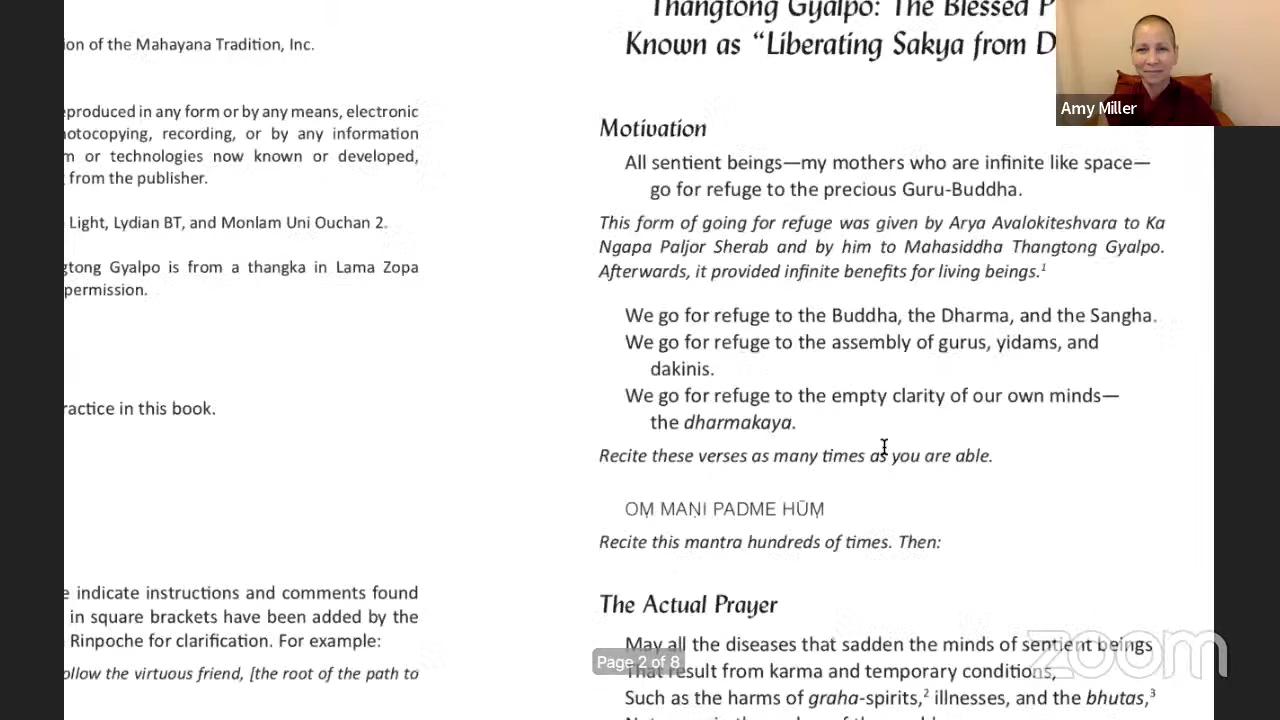 ion of the Mahayana Tradition, Inc.
eproduced in any form or by any means, electronic
otocopying, recording, or by any information
m or technologies now known or developed,
from the publisher.
Light, Lydian BT, and Monlam Uni Ouchan 2.
gtong Gyalpo is from a thangka in Lama Zopa
permission.
ractice in this book.
e indicate instructions and comments found
in square brackets have been added by the
Rinpoche for clarification. For example:
ollow the virtuous friend, [the root of the path to
Thangtong Gyalpo: The Blessed P
Known as “Liberating Sakya from D
Motivation
All sentient beings—my mothers who are infinite like space—
go for refuge to the precious Guru-Buddha.
This form of going for refuge was given by Arya Avalokiteshvara to Ka
Ngapa Paljor Sherab and by him to Mahasiddha Thangtong Gyalpo.
Afterwards, it provided infinite benefits for living beings.1
We go for refuge to the Buddha, the Dharma, and the Sangha.
We go for refuge to the assembly of gurus, yidams, and
dakinis.
We go for refuge to the empty clarity of our own minds—
the dharmakaya.
Recite these verses as many times as you are able.
OṂ MAṆI PADME HŪṂ
Recite this mantra hundreds of times. Then:
The Actual Prayer
May all the diseases that sadden the minds of sentient beings
That result from karma and temporary conditions,
Such as the harms of graha-spirits,2 illnesses, and the bhutas,3
Amy Miller
Page 2 of 8
zoom